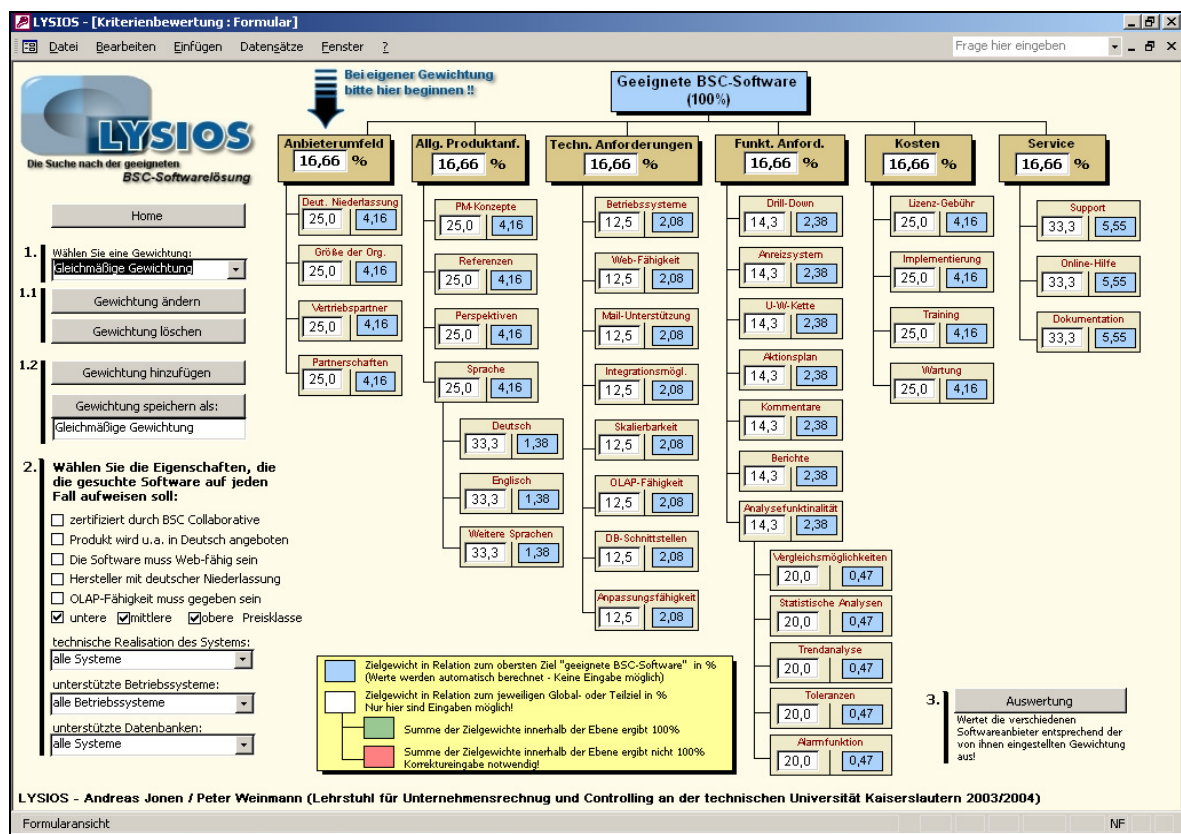 LYSIOS - [Kriterienbewertung : Formular]
Datei Bearbeiten Einfügen Datensätze Fenster ?
Frage hier eingeben
LYSIOS
Die Suche nach der geeigneten
BSC-Softwarelösung
Home
1.
Wählen Sie eine Gewichtung:
Gleichmäßige Gewichtung
1.1
Gewichtung ändern
Gewichtung löschen
1.2
Gewichtung hinzufügen
Gewichtung speichern als:
Gleichmäßige Gewichtung
2.
Wählen Sie die Eigenschaften, die
die gesuchte Software auf jeden
Fall aufweisen soll:
zertifiziert durch BSC Collaborative
Produkt wird u.a. in Deutsch angeboten
Die Software muss Web-fähig sein
Hersteller mit deutscher Niederlassung
OLAP-Fähigkeit muss gegeben sein
untere mittlere obere Preisklasse
technische Realisation des Systems:
alle Systeme
unterstützte Betriebssysteme:
alle Betriebssysteme
unterstützte Datenbanken:
alle Systeme
Bei eigener Gewichtung
bitte hier beginnen !!
Geeignete BSC-Software
(100%)
Anbieterumfeld
16,66 %
Deut. Niederlassung
25,0 4,16
Größe der Org.
25,0 4,16
Vertriebspartner
25,0 4,16
Partnerschaften
25,0 4,16
Allg. Produktanf.
16,66 %
PM-Konzepte
25,0 4,16
Referenzen
25,0 4,16
Perspektiven
25,0 4,16
Sprache
25,0 4,16
Deutsch
33,3 1,38
Englisch
33,3 1,38
Weitere Sprachen
33,3 1,38
Techn. Anforderungen
16,66 %
Betriebssysteme
12,5 2,08
Web-Fähigkeit
12,5 2,08
Mail-Unterstützung
12,5 2,08
Integrationsmögl.
12,5 2,08
Skalierbarkeit
12,5 2,08
OLAP-Fähigkeit
12,5 2,08
DB-Schnittstellen
12,5 2,08
Anpassungsfähigkeit
12,5 2,08
Funkt. Anford.
16,66 %
Drill-Down
14,3 2,38
Anreizsystem
14,3 2,38
U-W-Kette
14,3 2,38
Aktionsplan
14,3 2,38
Kommentare
14,3 2,38
Berichte
14,3 2,38
Analysefunktinalität
14,3 2,38
Vergleichsmöglichkeiten
20,0 0,47
Statistische Analysen
20,0 0,47
Trendanalyse
20,0 0,47
Toleranzen
20,0 0,47
Alarmfunktion
20,0 0,47
Kosten
16,66 %
Lizenz-Gebühr
25,0 4,16
Implementierung
25,0 4,16
Training
25,0 4,16
Wartung
25,0 4,16
Service
16,66 %
Support
33,3 5,55
Online-Hilfe
33,3 5,55
Dokumentation
33,3 5,55
Zielgewicht in Relation zum obersten Ziel "geeignete BSC-Software" in %
(Werte werden automatisch berechnet - Keine Eingabe möglich)
Zielgewicht in Relation zum jeweiligen Global- oder Teilziel in %
Nur hier sind Eingaben möglich!
Summe der Zielgewichte innerhalb der Ebene ergibt 100%
Summe der Zielgewichte innerhalb der Ebene ergibt nicht 100%
Korrektureingabe notwendig!
3.
Auswertung
Wertet die verschiedenen
Softwareanbieter entsprechend der
von ihnen eingestellten Gewichtung
aus!
LYSIOS - Andreas Jonen / Peter Weinmann (Lehrstuhl für Unternehmensrechnug und Controlling an der technischen Universität Kaiserslautern 2003/2004)
Formularansicht
NF